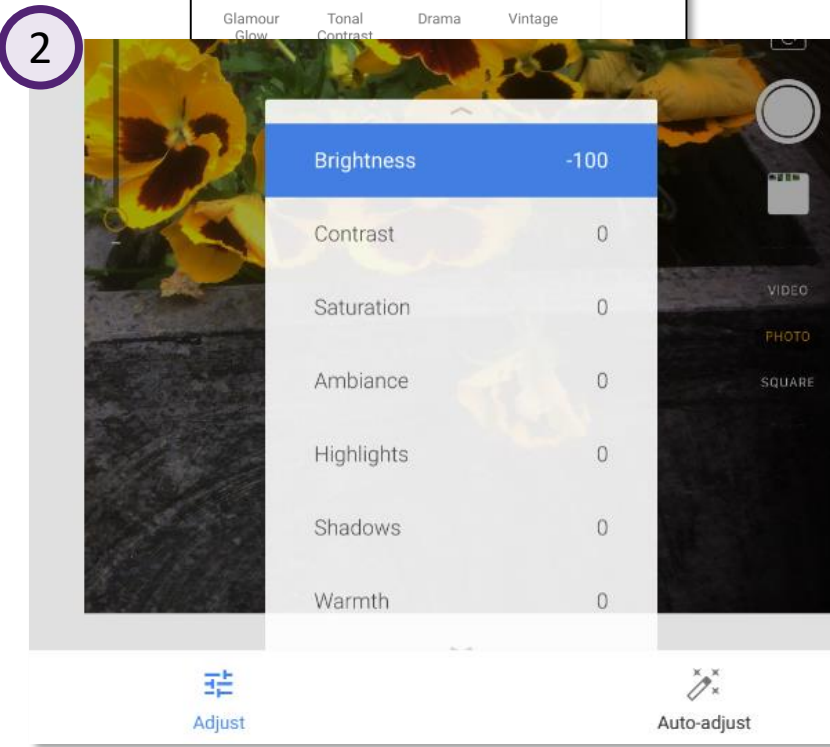 Glamour Tonal Drama Vintage
Glow Contrast
2
Brightness -100
Contrast 0
Saturation 0
Ambiance 0
Highlights 0
Shadows 0
Warmth 0
VIDEO
PHOTO
SQUARE
Adjust Auto-adjust